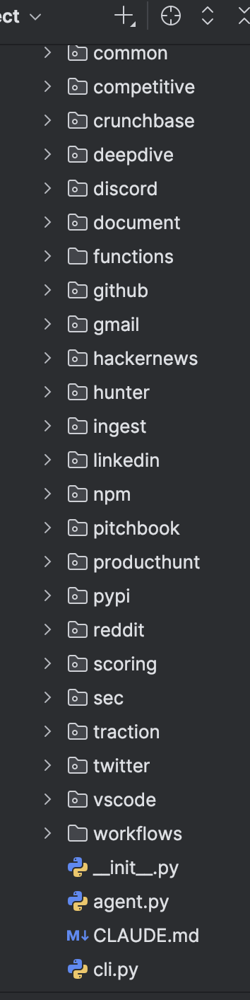 ect
common
competitive
crunchbase
deepdive
discord
document
functions
github
gmail
hackernews
hunter
ingest
linkedin
npm
pitchbook
producthunt
pypi
reddit
scoring
sec
traction
twitter
vscode
workflows
__init__.py
agent.py
M↓ CLAUDE.md
cli.py